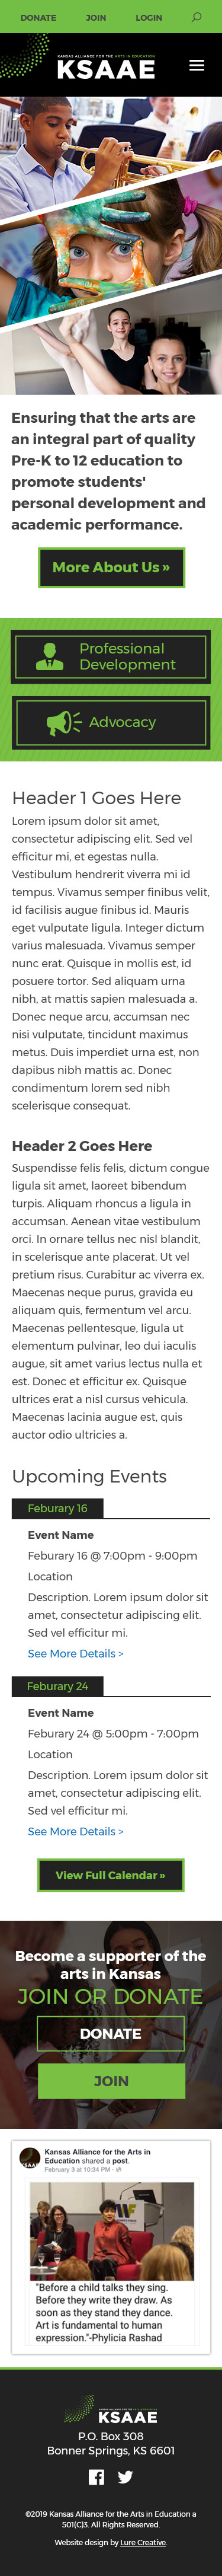 DONATE JOIN LOGIN
KANSAS ALLIANCE FOR THE ARTS IN EDUCATION
KSAAE
Ensuring that the arts are
an integral part of quality
Pre-K to 12 education to
promote students'
personal development and
academic performance.
More About Us »
Professional
Development
Advocacy
Header 1 Goes Here
Lorem ipsum dolor sit amet,
consectetur adipiscing elit. Sed vel
efficitur mi, et egestas nulla.
Vestibulum hendrerit viverra mi id
tempus. Vivamus semper finibus velit,
id facilisis augue finibus id. Mauris
eget vulputate ligula. Integer dictum
varius malesuada. Vivamus semper
nunc erat. Quisque in mollis est, id
posuere tortor. Sed aliquam urna
nibh, at mattis sapien malesuada a.
Donec neque arcu, accumsan nec
nisi vulputate, tincidunt maximus
metus. Duis imperdiet urna est, non
dapibus nibh mattis ac. Donec
condimentum lorem sed nibh
scelerisque consequat.
Header 2 Goes Here
Suspendisse felis felis, dictum congue
ligula sit amet, laoreet bibendum
turpis. Aliquam rhoncus a ligula in
accumsan. Aenean vitae vestibulum
orci. In ornare tellus nec nisl blandit,
in scelerisque ante placerat. Ut vel
pretium risus. Curabitur ac viverra ex.
Maecenas neque purus, gravida eu
aliquam quis, fermentum vel arcu.
Maecenas pellentesque, ligula ut
elementum pulvinar, leo dui iaculis
augue, sit amet varius lectus nulla et
est. Donec et efficitur ex. Quisque
ultrices erat a nisl cursus vehicula.
Maecenas lacinia augue est, quis
auctor odio ultricies a.
Upcoming Events
Feburary 16
Event Name
Feburary 16 @ 7:00pm - 9:00pm
Location
Description. Lorem ipsum dolor sit
amet, consectetur adipiscing elit.
Sed vel efficitur mi.
See More Details >
Feburary 24
Event Name
Feburary 24 @ 5:00pm - 7:00pm
Location
Description. Lorem ipsum dolor sit
amet, consectetur adipiscing elit.
Sed vel efficitur mi.
See More Details >
View Full Calendar »
Become a supporter of the
arts in Kansas
JOIN OR DONATE
DONATE
JOIN
Kansas Alliance for the Arts in
Education shared a post.
February 3 at 10:34 PM ·
"Before a child talks they sing.
Before they write they draw. As
soon as they stand they dance.
Art is fundamental to human
expression."-Phylicia Rashad
KSAAE
P.O. Box 308
Bonner Springs, KS 6601
©2019 Kansas Alliance for the Arts in Education a
501(C)3. All Rights Reserved.
Website design by Lure Creative.